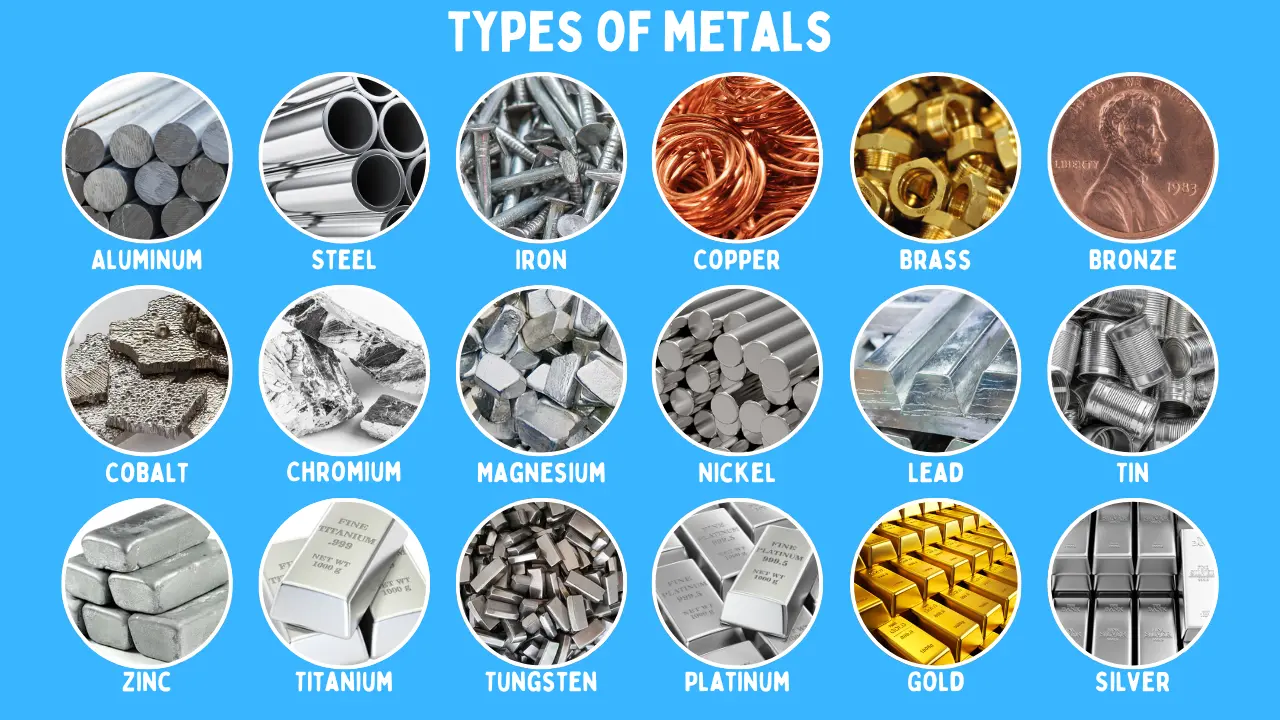 TYPES OF METALS
LIBERTY
1983
ALUMINUM
STEEL
IRON
COPPER
BRASS
BRONZE
COBALT
CHROMIUM
MAGNESIUM
NICKEL
LEAD
TIN
FINE
TITANIUM
.999
NET WT
1000 g
NET WT
1000 g
FINE
PLATINUM
999.5
NET WT
FINE
PLATINUM
999.5
NET WT
1000 g
ZINC
TITANIUM
TUNGSTEN
PLATINUM
GOLD
SILVER